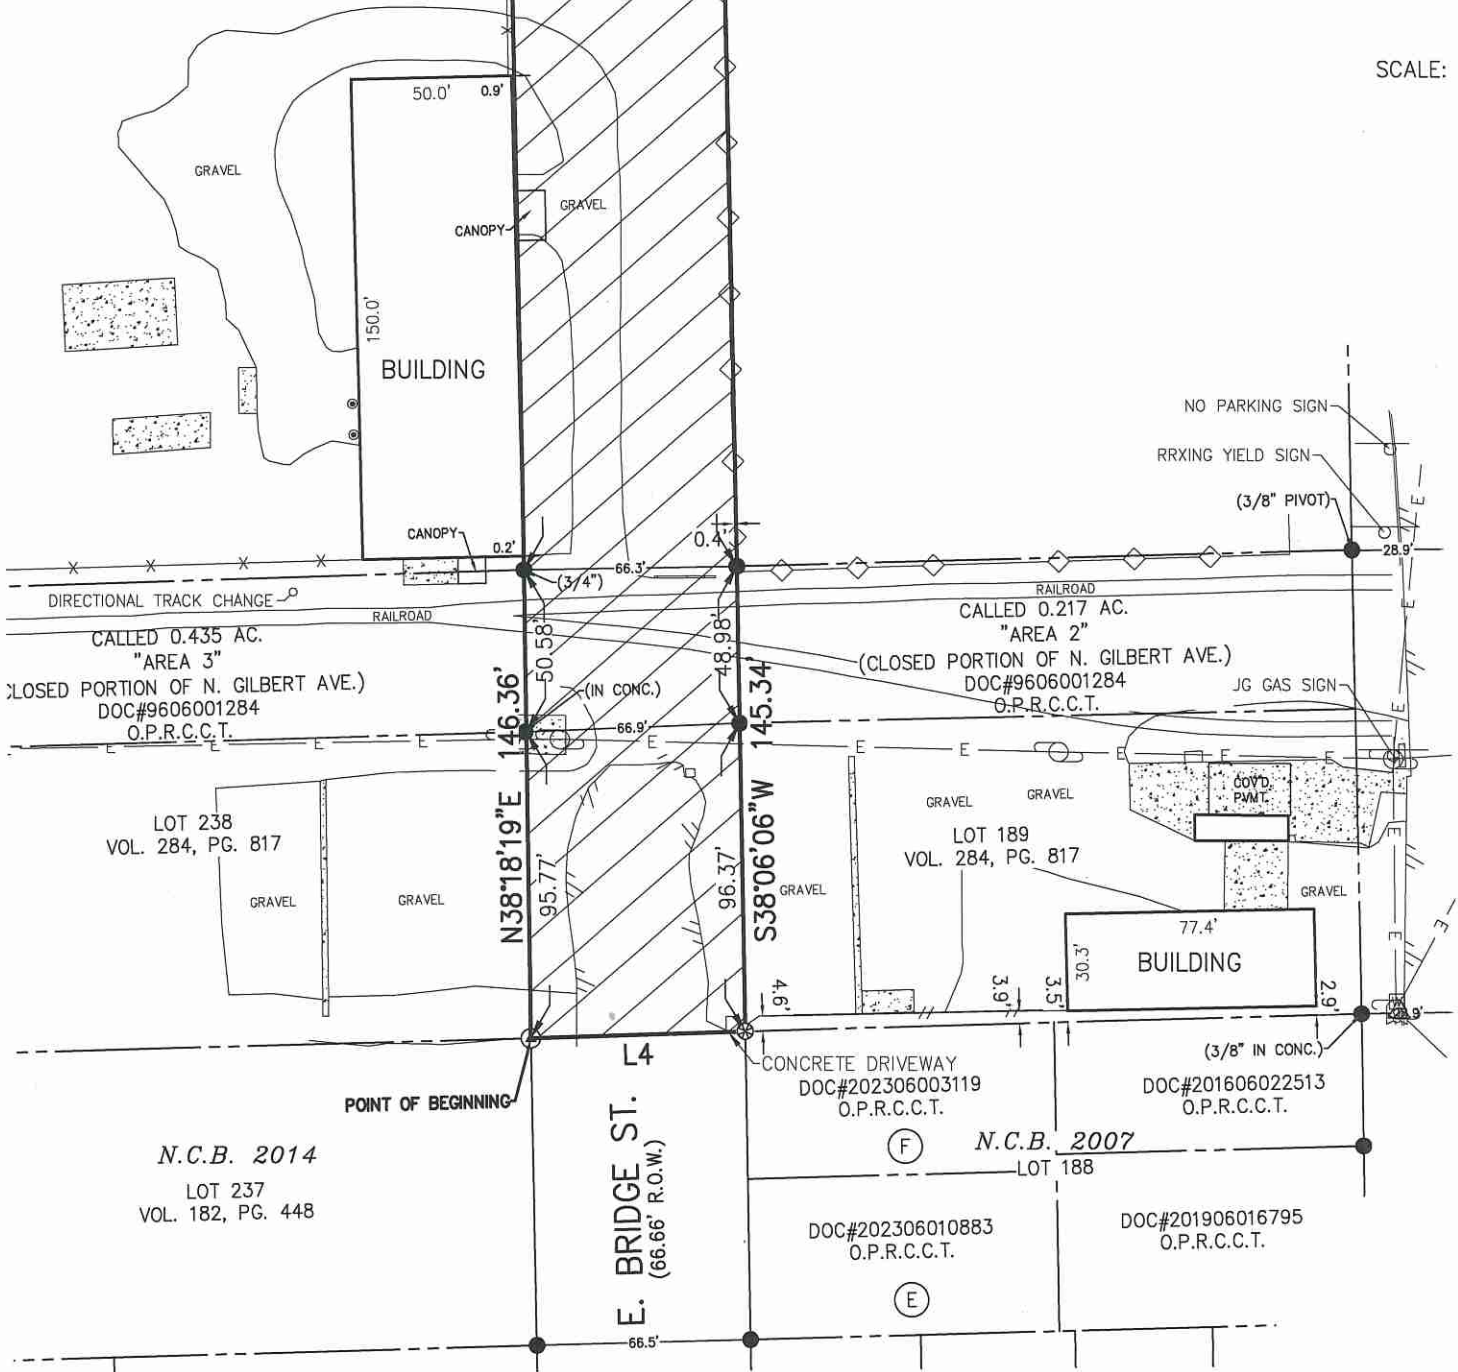 SCALE:
50.0'
0.9'
GRAVEL
GRAVEL
CANOPY
150.0'
BUILDING
NO PARKING SIGN
RRXING YIELD SIGN
(3/8" PIVOT)
E
CANOPY
0.2'
0.4'
66.3'
(3/4")
28.9'
X X X X
DIRECTIONAL TRACK CHANGE
RAILROAD
RAILROAD
CALLED 0.435 AC.
"AREA 3"
CLOSED PORTION OF N. GILBERT AVE.)
DOC#9606001284
O.P.R.C.C.T.
CALLED 0.217 AC.
"AREA 2"
(CLOSED PORTION OF N. GILBERT AVE.)
DOC#9606001284
O.P.R.C.C.T.
50.58'
48.98'
(IN CONC.)
JG GAS SIGN
146.36'
145.34'
66.9'
E E E E E E E E E E
N38°18'19"E
S38°06'06"W
95.77'
96.37'
LOT 238
VOL. 284, PG. 817
GRAVEL
GRAVEL
GRAVEL
GRAVEL
GRAVEL
COV'D
PVMT.
LOT 189
VOL. 284, PG. 817
GRAVEL
77.4'
30.3'
BUILDING
4.6'
3.9'
3.5'
2.9'
L4
CONCRETE DRIVEWAY
(3/8" IN CONC.)
POINT OF BEGINNING
DOC#202306003119
O.P.R.C.C.T.
DOC#201606022513
O.P.R.C.C.T.
F
N.C.B. 2007
LOT 188
N.C.B. 2014
LOT 237
VOL. 182, PG. 448
E. BRIDGE ST.
(66.66' R.O.W.)
DOC#202306010883
O.P.R.C.C.T.
DOC#201906016795
O.P.R.C.C.T.
E
66.5'